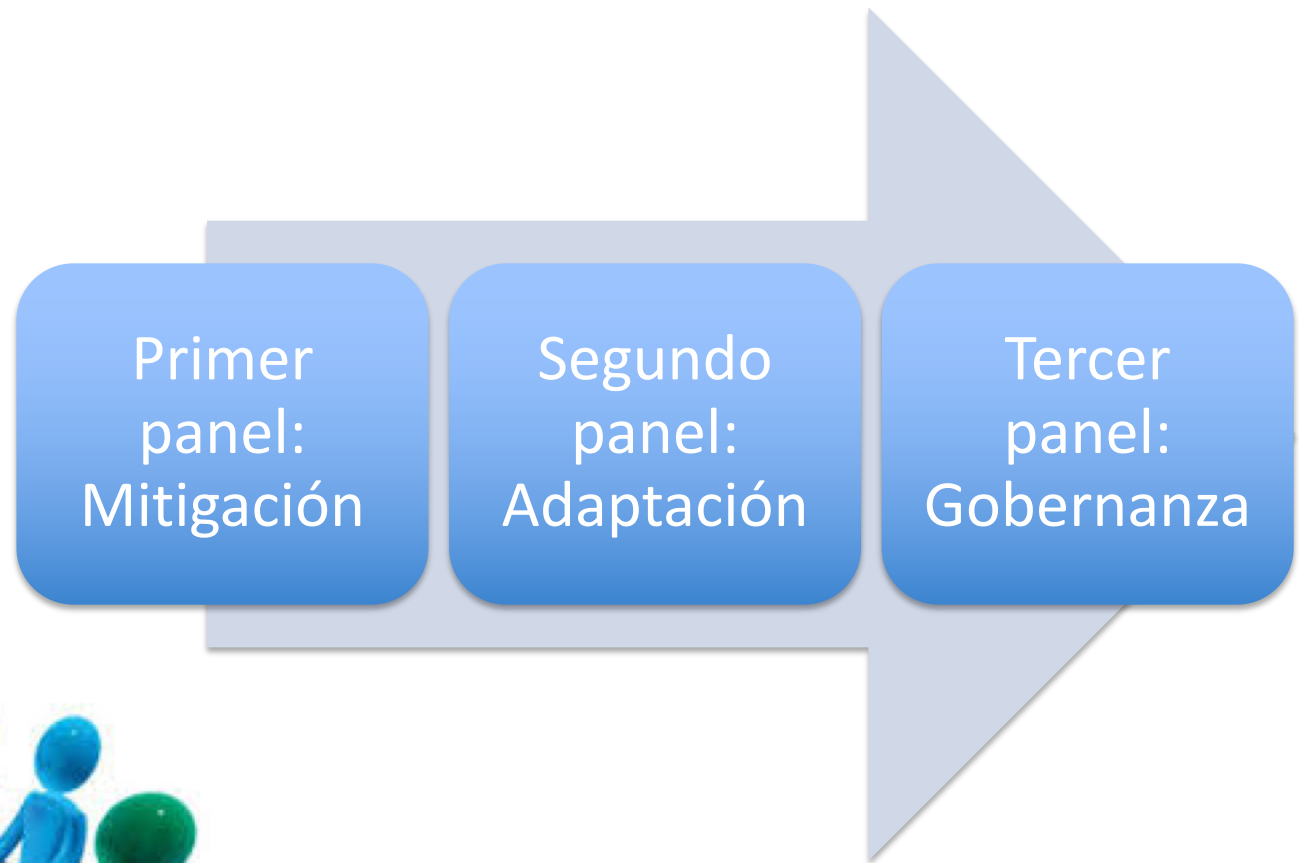 Primer
panel:
Mitigación
Segundo
panel:
Adaptación
Tercer
panel:
Gobernanza